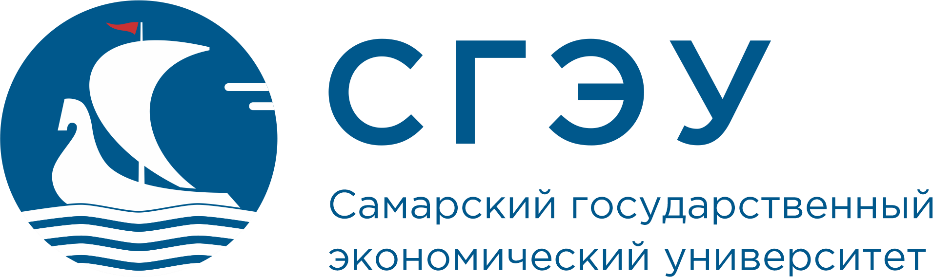 СГЭУ
Самарский государственный
экономический университет